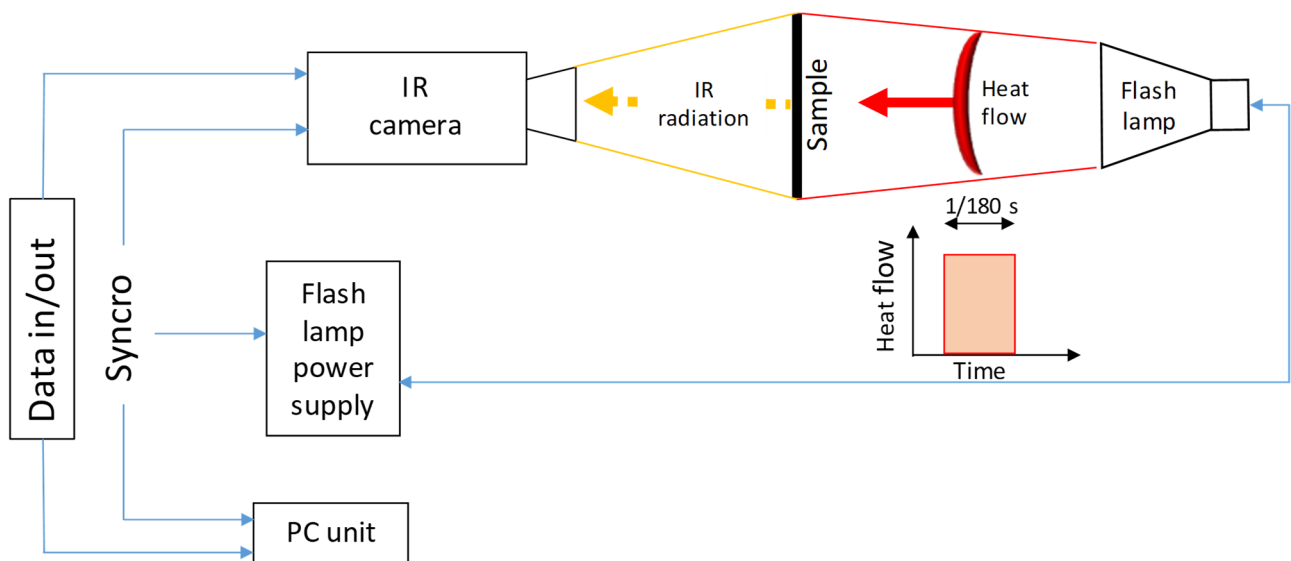 IR
camera
IR
radiation
Sample
Heat
flow
Flash
lamp
1/180 s
Heat flow
Time
Data in/out
Syncro
Flash
lamp
power
supply
PC unit